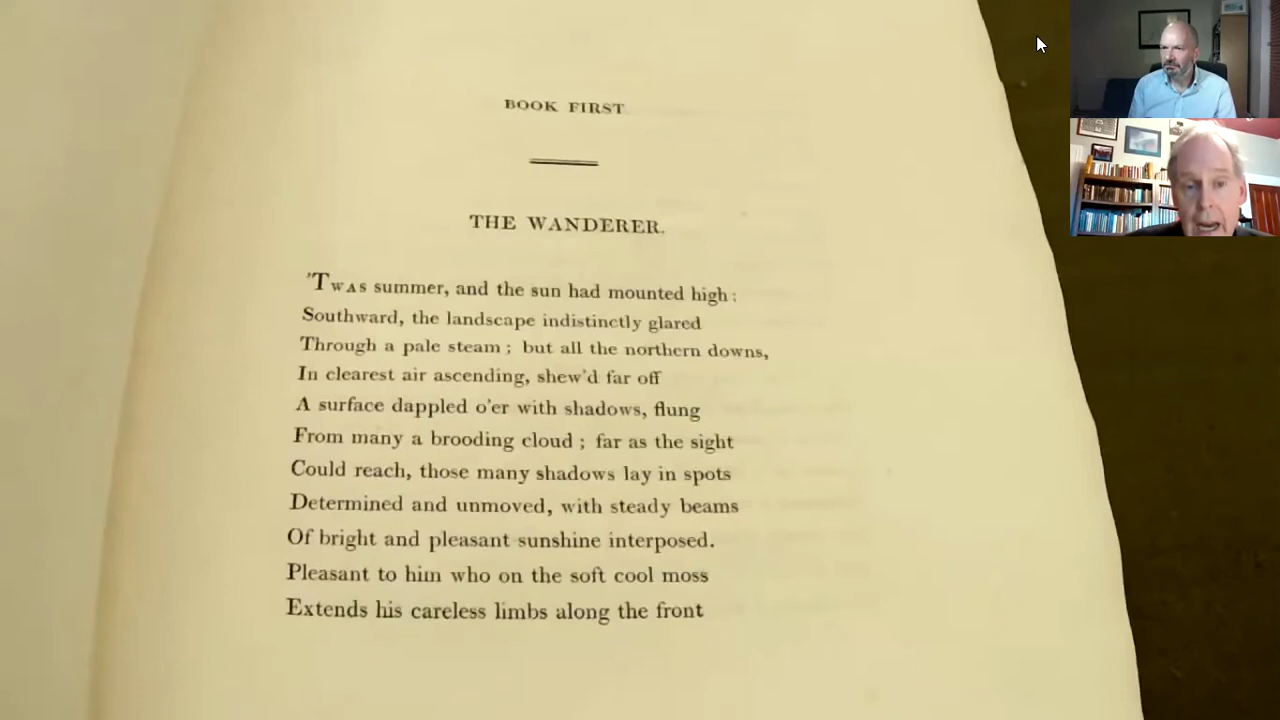 BOOK FIRST
THE WANDERER.
'TWAS summer, and the sun had mounted high:
Southward, the landscape indistinctly glared
Through a pale steam; but all the northern downs,
In clearest air ascending, shew'd far off
A surface dappled o'er with shadows, flung
From many a brooding cloud; far as the sight
Could reach, those many shadows lay in spots
Determined and unmoved, with steady beams
Of bright and pleasant sunshine interposed.
Pleasant to him who on the soft cool moss
Extends his careless limbs along the front